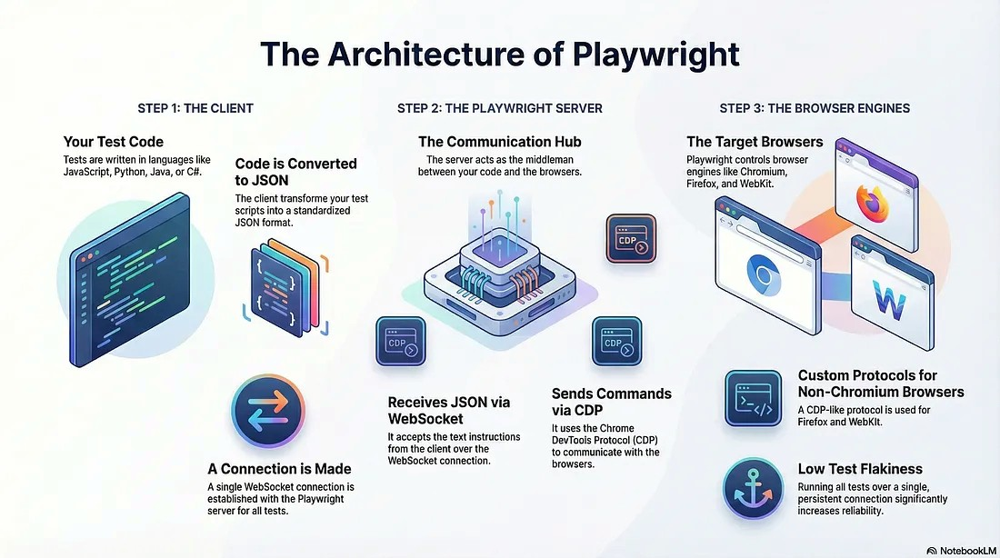 The Architecture of Playwright
STEP 1: THE CLIENT
Your Test Code
Tests are written in languages like
JavaScript, Python, Java, or C#.
Code is Converted
to JSON
The client transforme your test
scripts into a standardized
JSON format.
A Connection is Made
A single WebSocket connection is
established with the Playwright
server for all tests.
STEP 2: THE PLAYWRIGHT SERVER
The Communication Hub
The server acts as the middleman
between your code and the browsers.
CDP
CDP
CDP
Receives JSON via
WebSocket
It accepts the text instructions
from the client over the
WebSocket connection.
Sends Commands
via CDP
It uses the Chrome
DevTools Protocol (CDP)
to communicate with the
browsers.
STEP 3: THE BROWSER ENGINES
The Target Browsers
Playwright controls browser
engines like Chromium,
Firefox, and WebKit.
W
Custom Protocols for
Non-Chromium Browsers
A CDP-like protocol is used for
Firefox and WebKIt.
Low Test Flakiness
Running all tests over a single,
persistent connection significantly
increases reliability.
NotebookLM